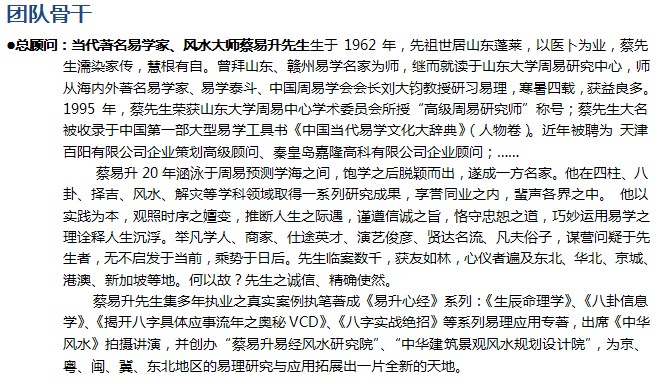 团队骨干
●总顾问：当代著名易学家、风水大师蔡易升先生生于 1962 年，先祖世居山东蓬莱，以医卜为业，蔡先
生濡染家传，慧根有自。曾拜山东、赣州易学名家为师，继而就读于山东大学周易研究中心，师
从海内外著名易学家、易学泰斗、中国周易学会会长刘大钧教授研习易理，寒暑四载，获益良多。
1995 年，蔡先生荣获山东大学周易中心学术委员会所授“高级周易研究师”称号；蔡先生大名
被收录于中国第一部大型易学工具书《中国当代易学文化大辞典》（人物卷）。近年被聘为 天津
百阳有限公司企业策划高级顾问、秦皇岛嘉隆高科有限公司企业顾问；……
蔡易升 20 年涵泳于周易预测学海之间，饱学之后脱颖而出，遂成一方名家。他在四柱、八
卦、择吉、风水、解灾等学科领域取得一系列研究成果，享誉同业之内，蜚声各界之中。 他以
实践为本，观照时序之嬗变，推断人生之际遇，谨遵信诚之旨，恪守忠恕之道，巧妙运用易学之
理诠释人生沉浮。举凡学人、商家、仕途英才、演艺俊彦、贤达名流、凡夫俗子，谋营问疑于先
生者，无不启发于当前，乘势于日后。先生临案数千，获友如林，心仪者遍及东北、华北、京城、
港澳、新加坡等地。何以故？先生之诚信、精确使然。
蔡易升先生集多年执业之真实案例执笔著成《易升心经》系列：《生辰命理学》、《八卦信息
学》、《揭开八字具体应事流年之奥秘 VCD》、《八字实战绝招》等系列易理应用专著，出席《中华
风水》拍摄讲演，并创办“蔡易升易经风水研究院”、“中华建筑景观风水规划设计院”，为京、
粤、闽、冀、东北地区的易理研究与应用拓展出一片全新的天地。